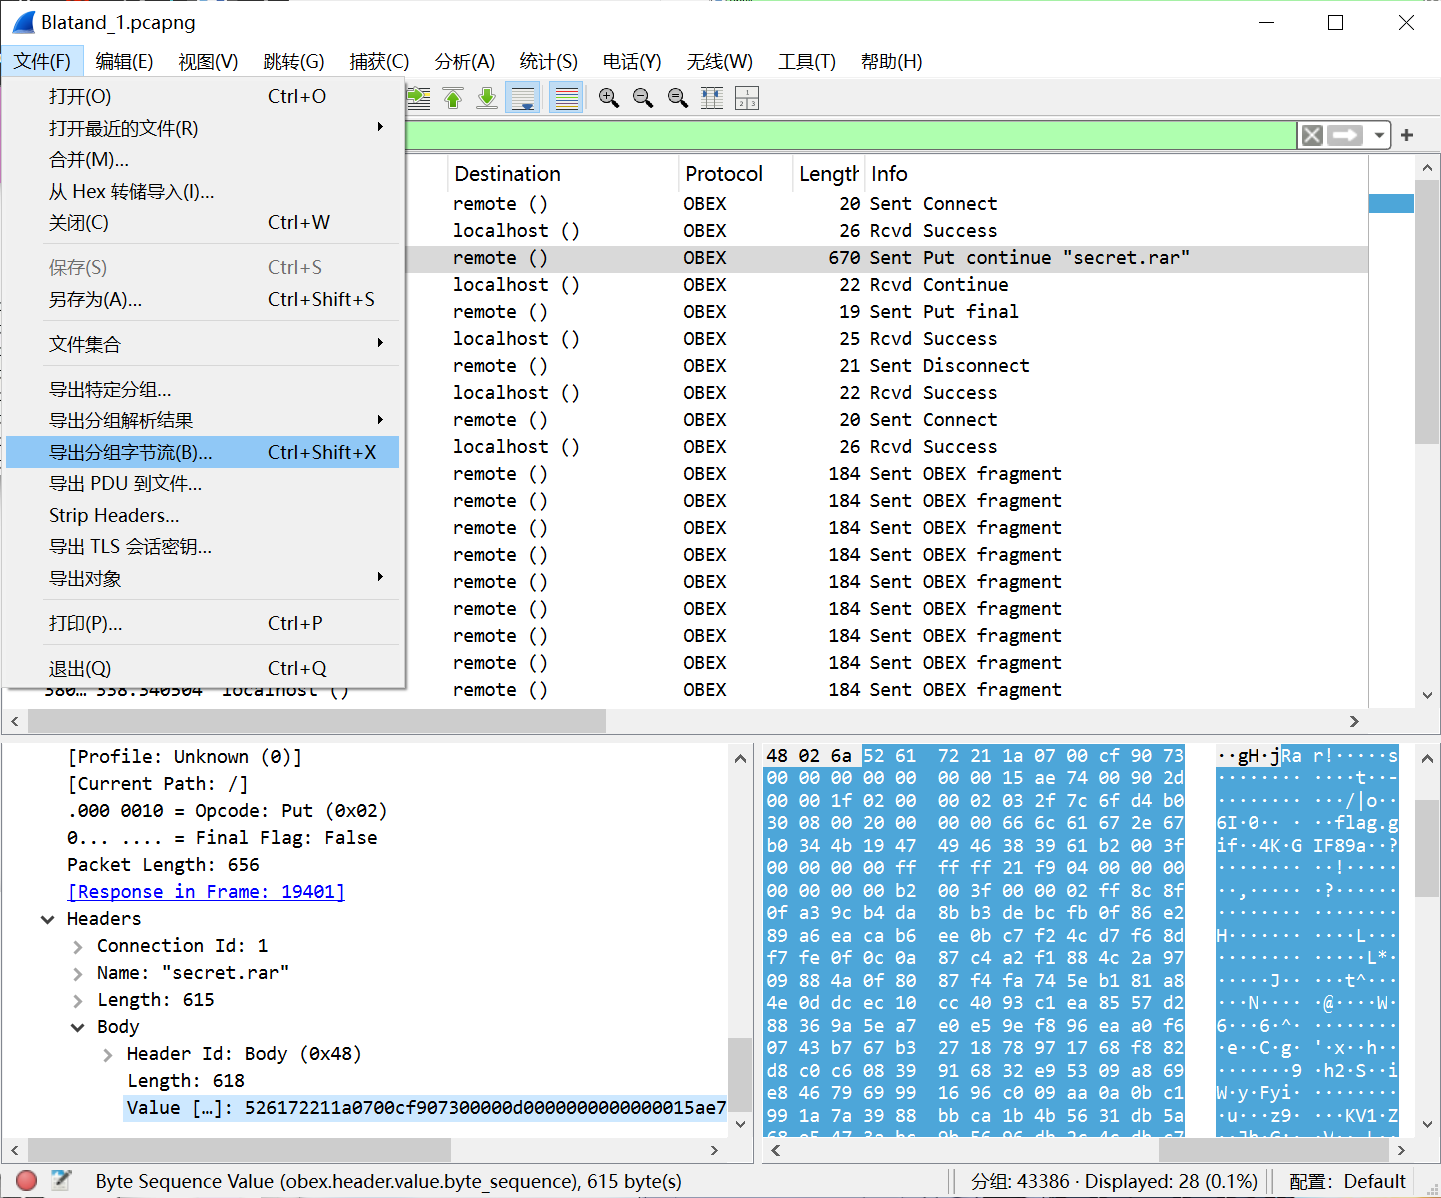 Blatand_1.pcapng
文件(F) 编辑(E) 视图(V) 跳转(G) 捕获(C) 分析(A) 统计(S) 电话(Y) 无线(W) 工具(T) 帮助(H)
打开(O) Ctrl+O
打开最近的文件(R)
合并(M)...
从 Hex 转储导入(I)...
关闭(C) Ctrl+W
保存(S) Ctrl+S
另存为(A)... Ctrl+Shift+S
文件集合
导出特定分组...
导出分组解析结果
导出分组字节流(B)... Ctrl+Shift+X
导出 PDU 到文件...
Strip Headers...
导出 TLS 会话密钥...
导出对象
打印(P)... Ctrl+P
退出(Q) Ctrl+Q
Destination Protocol Length Info
remote () OBEX 20 Sent Connect
localhost () OBEX 26 Rcvd Success
remote () OBEX 670 Sent Put continue "secret.rar"
localhost () OBEX 22 Rcvd Continue
remote () OBEX 19 Sent Put final
localhost () OBEX 25 Rcvd Success
remote () OBEX 21 Sent Disconnect
localhost () OBEX 22 Rcvd Success
remote () OBEX 20 Sent Connect
localhost () OBEX 26 Rcvd Success
remote () OBEX 184 Sent OBEX fragment
remote () OBEX 184 Sent OBEX fragment
remote () OBEX 184 Sent OBEX fragment
remote () OBEX 184 Sent OBEX fragment
remote () OBEX 184 Sent OBEX fragment
remote () OBEX 184 Sent OBEX fragment
remote () OBEX 184 Sent OBEX fragment
remote () OBEX 184 Sent OBEX fragment
380… 338.340504 localhost () remote () OBEX 184 Sent OBEX fragment
[Profile: Unknown (0)]
[Current Path: /]
.000 0010 = Opcode: Put (0x02)
0... .... = Final Flag: False
Packet Length: 656
[Response in Frame: 19401]
Headers
Connection Id: 1
Name: "secret.rar"
Length: 615
Body
Header Id: Body (0x48)
Length: 618
Value […]: 526172211a0700cf907300000d0000000000000015ae7
48 02 6a 52 61 72 21 1a 07 00 cf 90 73 ··gH·jRa r!·····s
00 00 00 00 00 00 00 15 ae 74 00 90 2d ········ ····t··-
00 00 1f 02 00 00 00 02 03 2f 7c 6f d4 b0 ········ ···/|o··
30 08 00 20 00 00 00 00 66 6c 61 67 2e 67 6I·0·· · ···flag.g
b0 34 4b 19 47 49 46 38 39 61 b2 00 3f if··4K·G IF89a··?
00 00 00 00 00 ff ff ff 21 f9 04 00 00 00 ········ ··!·····
00 00 00 00 b2 00 3f 00 00 02 ff 8c 8f ··,····· ·?······
0f a3 9c b4 da 8b b3 de bc fb 0f 86 e2 ········ ········
89 a6 ea ca b6 ee 0b c7 f2 4c d7 f6 8d H······· ····L···
f7 fe 0f 0c 0a 87 c4 a2 f1 88 4c 2a 97 ········ ·····L*·
09 88 4a 0f 80 87 f4 fa 74 5e b1 81 a8 ·····J·· ···t^···
4e 0d dc ec 10 cc 40 93 c1 ea 85 57 d2 ···N···· ·@····W·
88 36 9a 5e a7 e0 e5 9e f8 96 ea a0 f6 6···6·^· ········
07 43 b7 67 b3 27 18 78 97 17 68 f8 82 ·e··C·g· '·x··h··
d8 c0 c6 08 39 91 68 32 e9 53 09 a8 69 ·······9 ·h2·S··i
e8 46 79 69 99 16 96 c0 09 aa 0a 0b c1 W·y·Fyi· ········
99 1a 7a 39 88 bb ca 1b 4b 56 31 db 5a ·u···z9· ···KV1·Z
Byte Sequence Value (obex.header.value.byte_sequence), 615 byte(s) 分组: 43386 · Displayed: 28 (0.1%) 配置: Default